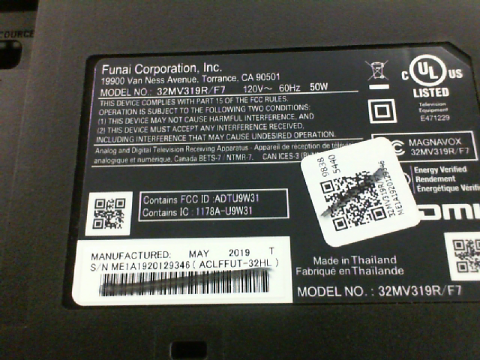 Funai Corporation, Inc.
19900 Van Ness Avenue, Torrance, CA 90501
MODEL NO.: 32MV319R/F7 120V~ 60Hz 50W
THIS DEVICE COMPLIES WITH PART 15 OF THE FCC RULES.
OPERATION IS SUBJECT TO THE FOLLOWING TWO CONDITIONS:
(1) THIS DEVICE MAY NOT CAUSE HARMFUL INTERFERENCE, AND
(2) THIS DEVICE MUST ACCEPT ANY INTERFERENCE RECEIVED,
INCLUDING INTERFERENCE THAT MAY CAUSE UNDESIRED OPERATION.
Analog and Digital Television Receiving Apparatus - Appareil de réception de télévision
analogique et numérique, Canada BETS-7 / NTMR-7. CAN ICES-3 (B
c UL US
LISTED
Television
Equipment
E471229
MAGNAVOX
32MV319R/F7
Energy Verified
Rendement
Énergétique Vérifié
9838
5440
32MV319R/
Contains FCC ID :ADTU9W31
Contains IC :1178A-U9W31
MANUFACTURED: MAY 2019 T
S/N ME1A1920129346 ( ACLFFUT-32HL )
Made in Thailand
Fabriqué en Thaïlande
MODEL NO.: 32MV319R/F7